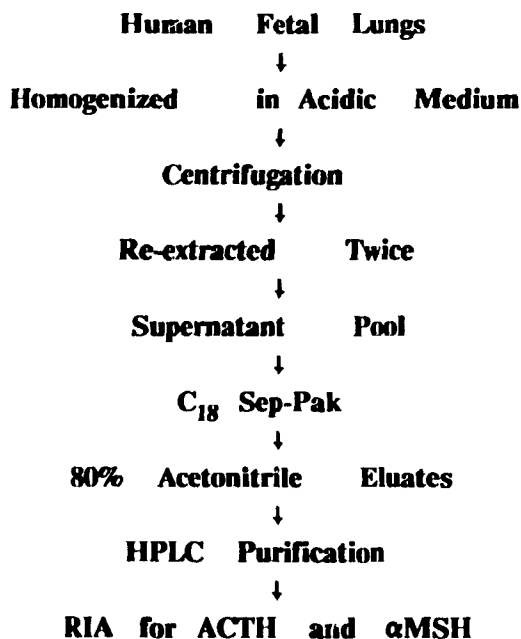 Human Fetal Lungs
↓
Homogenized in Acidic Medium
↓
Centrifugation
↓
Re-extracted Twice
↓
Supernatant Pool
↓
C₁₈ Sep-Pak
↓
80% Acetonitrile Eluates
↓
HPLC Purification
↓
RIA for ACTH and αMSH